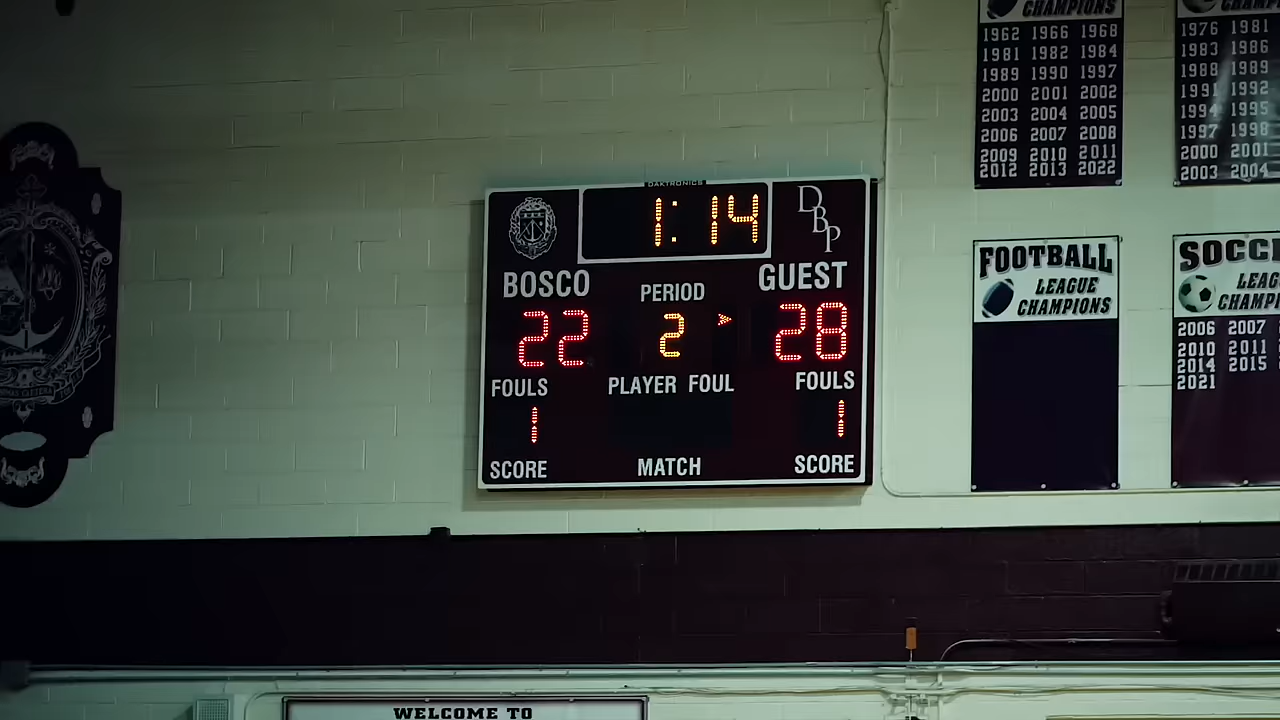 DAKTRONICS
1:14
DBP
BOSCO
PERIOD
GUEST
22
2
28
FOULS
PLAYER FOUL
FOULS
1
1
SCORE
MATCH
SCORE
CHAMPIONS
1962 1966 1968
1981 1982 1984
1989 1990 1997
2000 2001 2002
2003 2004 2005
2006 2007 2008
2009 2010 2011
2012 2013 2022
1976 1981
1983 1986
1988 1989
1991 1992
1994 1995
1997 1998
2000 2001
2003 2004
FOOTBALL
LEAGUE
CHAMPIONS
2006 2007
2010 2011
2014 2015
2021
WELCOME TO